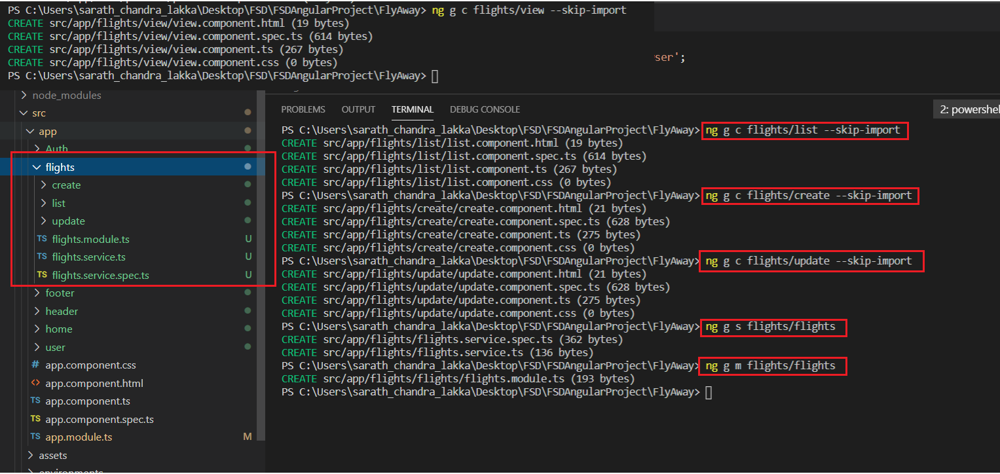 PS C:\Users\sarath_chandra_lakka\Desktop\FSD\FSDAngularProject\FlyAway> ng g c flights/view --skip-import
CREATE src/app/flights/view/view.component.html (19 bytes)
CREATE src/app/flights/view/view.component.spec.ts (614 bytes)
CREATE src/app/flights/view/view.component.ts (267 bytes)
CREATE src/app/flights/view/view.component.css (0 bytes)
PS C:\Users\sarath_chandra_lakka\Desktop\FSD\FSDAngularProject\FlyAway>
ser';
node_modules
src
app
Auth
flights
create
list
update
TS flights.module.ts U
TS flights.service.ts U
TS flights.service.spec.ts U
footer
header
home
user
# app.component.css
<> app.component.html
TS app.component.ts
TS app.component.spec.ts
TS app.module.ts M
assets
environments
PROBLEMS OUTPUT TERMINAL DEBUG CONSOLE
2: powershel
PS C:\Users\sarath_chandra_lakka\Desktop\FSD\FSDAngularProject\FlyAway> ng g c flights/list --skip-import
CREATE src/app/flights/list/list.component.html (19 bytes)
CREATE src/app/flights/list/list.component.spec.ts (614 bytes)
CREATE src/app/flights/list/list.component.ts (267 bytes)
CREATE src/app/flights/list/list.component.css (0 bytes)
PS C:\Users\sarath_chandra_lakka\Desktop\FSD\FSDAngularProject\FlyAway> ng g c flights/create --skip-import
CREATE src/app/flights/create/create.component.html (21 bytes)
CREATE src/app/flights/create/create.component.spec.ts (628 bytes)
CREATE src/app/flights/create/create.component.ts (275 bytes)
CREATE src/app/flights/create/create.component.css (0 bytes)
PS C:\Users\sarath_chandra_lakka\Desktop\FSD\FSDAngularProject\FlyAway> ng g c flights/update --skip-import
CREATE src/app/flights/update/update.component.html (21 bytes)
CREATE src/app/flights/update/update.component.spec.ts (628 bytes)
CREATE src/app/flights/update/update.component.ts (275 bytes)
CREATE src/app/flights/update/update.component.css (0 bytes)
PS C:\Users\sarath_chandra_lakka\Desktop\FSD\FSDAngularProject\FlyAway> ng g s flights/flights
CREATE src/app/flights/flights.service.spec.ts (362 bytes)
CREATE src/app/flights/flights.service.ts (136 bytes)
PS C:\Users\sarath_chandra_lakka\Desktop\FSD\FSDAngularProject\FlyAway> ng g m flights/flights
CREATE src/app/flights/flights/flights.module.ts (193 bytes)
PS C:\Users\sarath_chandra_lakka\Desktop\FSD\FSDAngularProject\FlyAway>